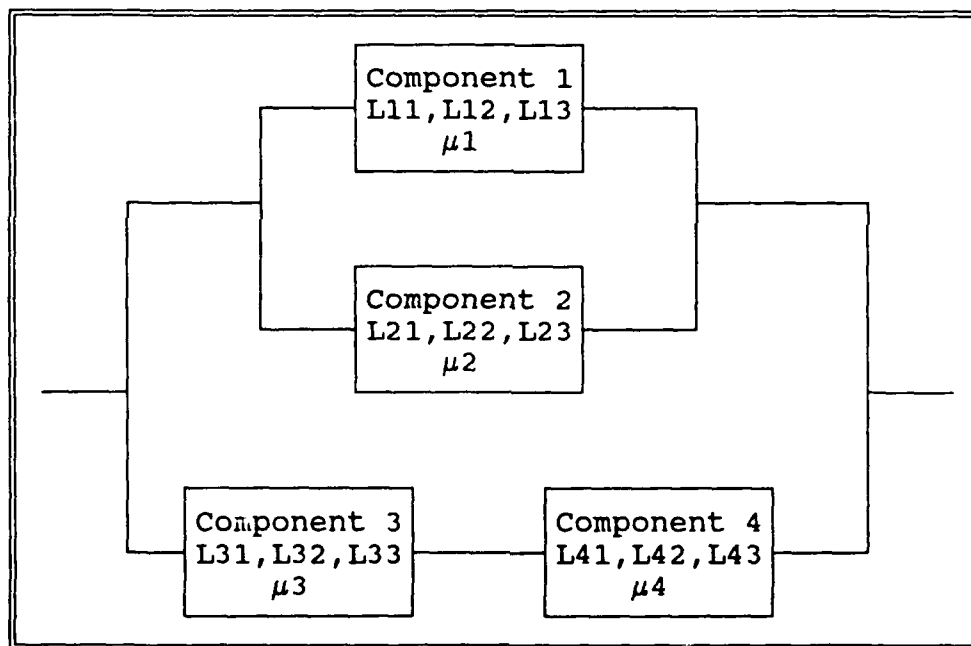 Component 1
L11,L12,L13
μ1
Component 2
L21,L22,L23
μ2
Component 3
L31,L32,L33
μ3
Component 4
L41,L42,L43
μ4